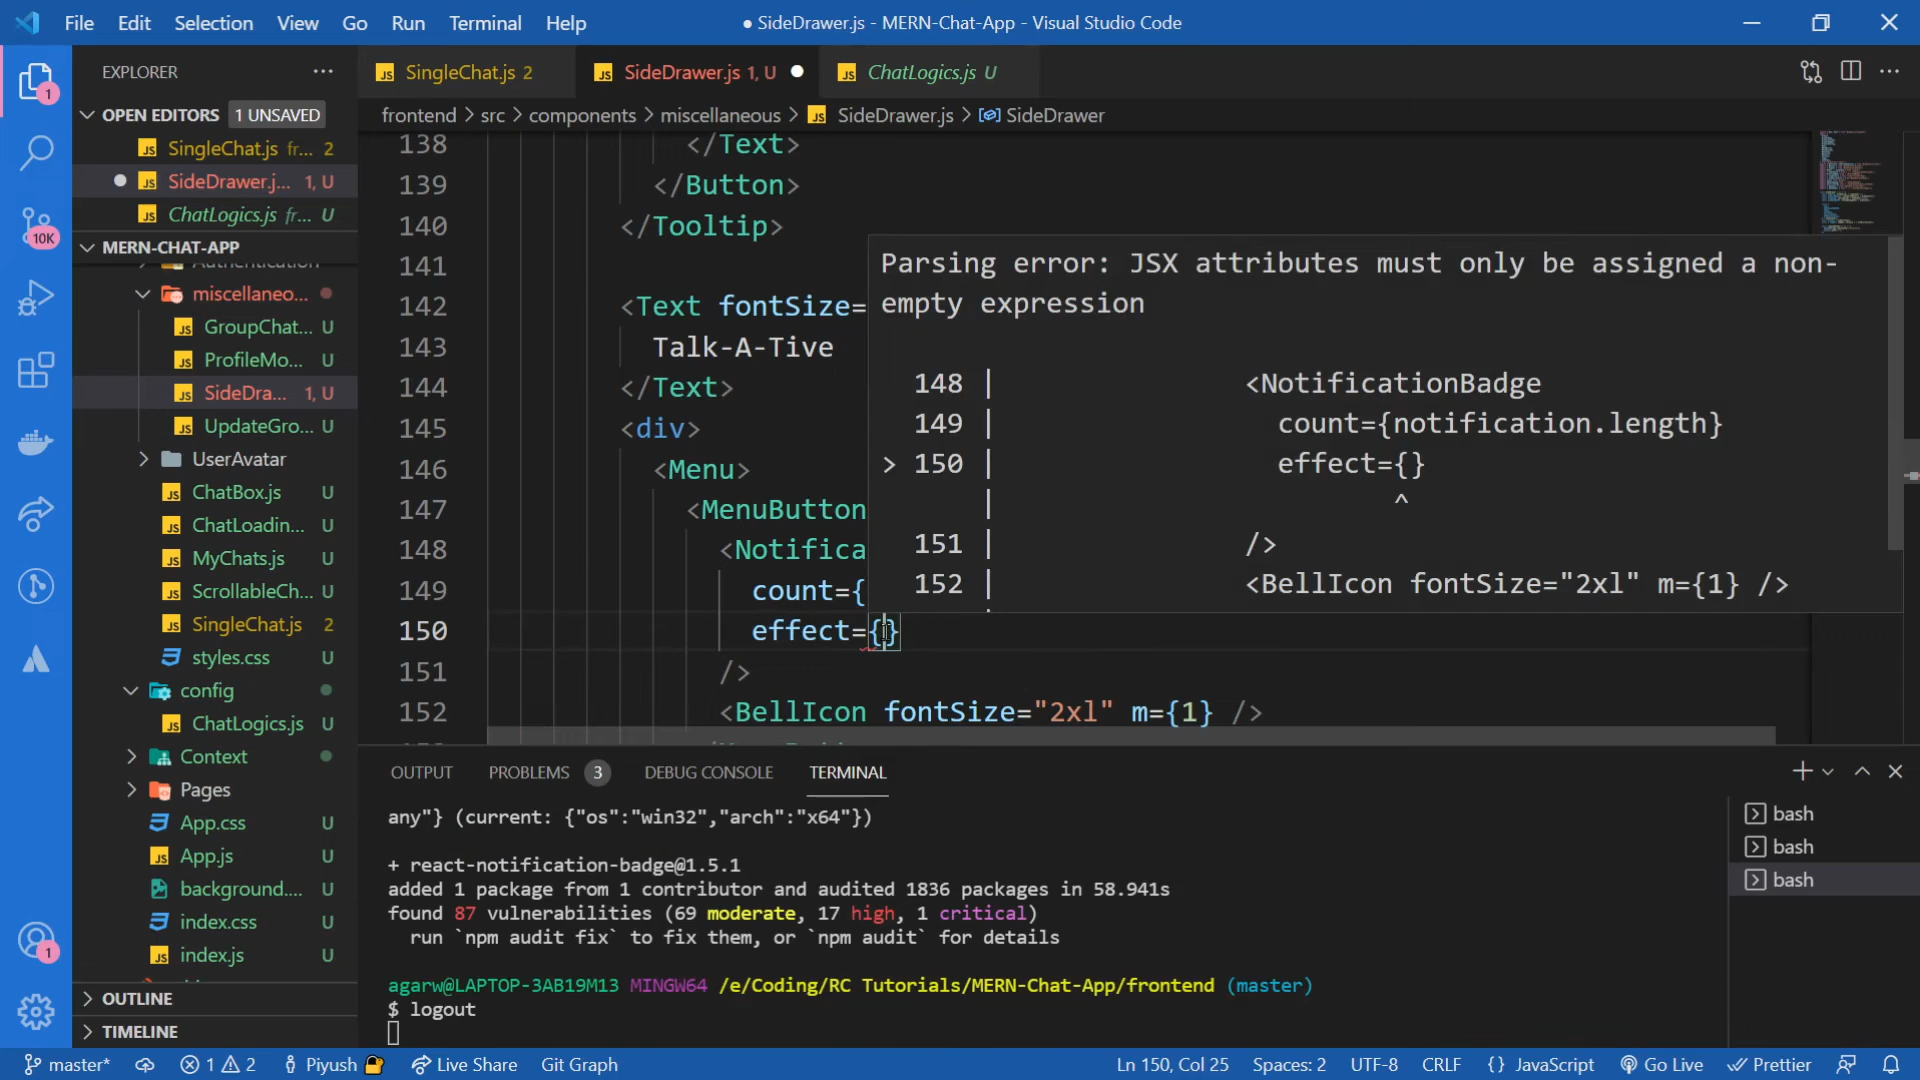 File Edit Selection View Go Run Terminal Help
● SideDrawer.js - MERN-Chat-App - Visual Studio Code
EXPLORER
SingleChat.js 2
SideDrawer.js 1, U
ChatLogics.js U
OPEN EDITORS 1 UNSAVED
SingleChat.js fr... 2
SideDrawer.j... 1, U
ChatLogics.js fr... U
MERN-CHAT-APP
Authentication
miscellaneo...
GroupChat... U
ProfileMo... U
SideDra... 1, U
UpdateGro... U
UserAvatar
ChatBox.js U
ChatLoadin... U
MyChats.js U
ScrollableCh... U
SingleChat.js 2
styles.css U
config
ChatLogics.js U
Context
Pages
App.css U
App.js U
background.... U
index.css U
index.js U
OUTLINE
TIMELINE
1
10K
1
frontend > src > components > miscellaneous > SideDrawer.js > SideDrawer
138 </Text>
139 </Button>
140 </Tooltip>
141
142 <Text fontSize=
143 Talk-A-Tive
144 </Text>
145 <div>
146 <Menu>
147 <MenuButton
148 <Notifica
149 count={
150 effect={}
151 />
152 <BellIcon fontSize="2xl" m={1} />
Parsing error: JSX attributes must only be assigned a non-
empty expression
148 | <NotificationBadge
149 | count={notification.length}
> 150 | effect={}
| ^
151 | />
152 | <BellIcon fontSize="2xl" m={1} />
OUTPUT PROBLEMS 3 DEBUG CONSOLE TERMINAL
any"} (current: {"os":"win32","arch":"x64"})
+ react-notification-badge@1.5.1
added 1 package from 1 contributor and audited 1836 packages in 58.941s
found 87 vulnerabilities (69 moderate, 17 high, 1 critical)
run `npm audit fix` to fix them, or `npm audit` for details
agarw@LAPTOP-3AB19M13 MINGW64 /e/Coding/RC Tutorials/MERN-Chat-App/frontend (master)
$ logout
bash
bash
bash
master* 1 2 Piyush Live Share Git Graph
Ln 150, Col 25 Spaces: 2 UTF-8 CRLF {} JavaScript Go Live Prettier